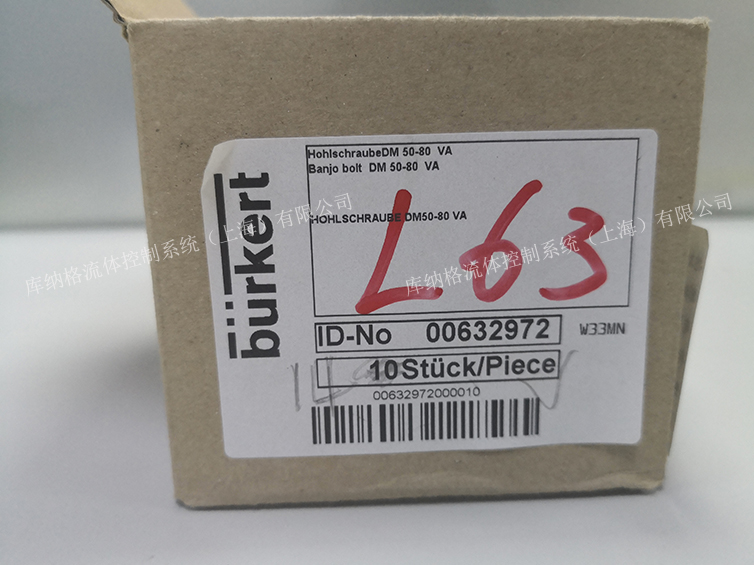 bürkert
HohlschraubeDM 50-80 VA
Banjo bolt DM 50-80 VA
HOHLSCHRAUBE DM50-80 VA
L63
ID-No 00632972
W33MN
10Stück/Piece
00632972000010
库纳格流体控制系统（上海）有限公司
库纳格流体控制系统（上海）有限公司